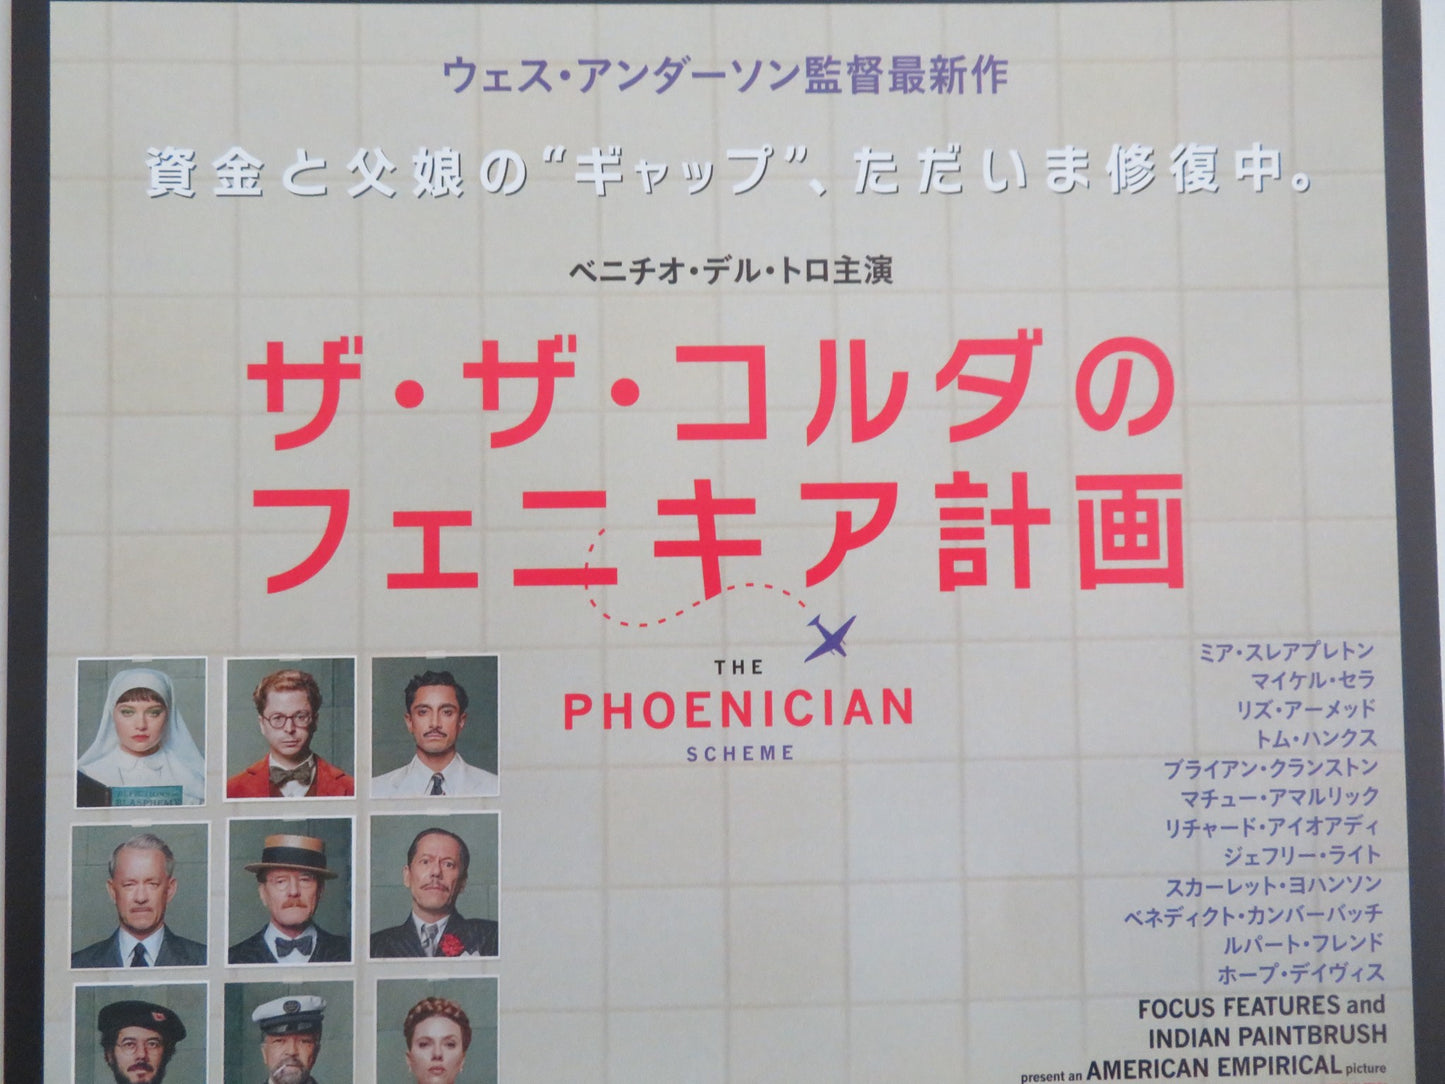 ウェス・アンダーソン監督最新作
資金と父娘の“ギャップ”、ただいま修復中。
ベニチオ・デル・トロ主演
ザ・ザ・コルダの
フェニキア計画
THE
PHOENICIAN
SCHEME
BLASPHEMY
ミア・スレアプレトン
マイケル・セラ
リズ・アーメッド
トム・ハンクス
ブライアン・クランストン
マチュー・アマルリック
リチャード・アイオアディ
ジェフリー・ライト
スカーレット・ヨハンソン
ベネディクト・カンバーバッチ
ルパート・フレンド
ホープ・デイヴィス
FOCUS FEATURES and
INDIAN PAINTBRUSH
present an AMERICAN EMPIRICAL picture